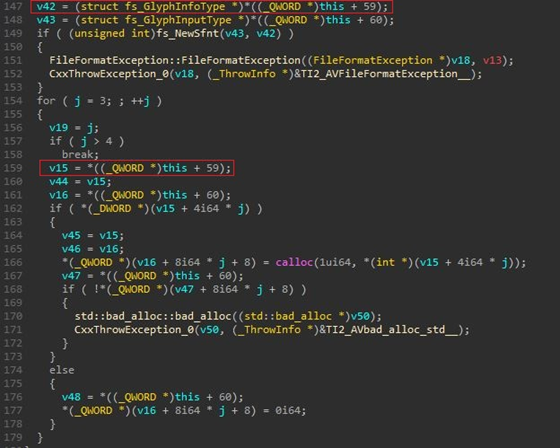 147 v42 = (struct fs_GlyphInfoType *)*((_QWORD *)this + 59);
148 v43 = (struct fs_GlyphInputType *)*((_QWORD *)this + 60);
149 if ( (unsigned int)fs_NewSfnt(v43, v42) )
150 {
151 FileFormatException::FileFormatException((FileFormatException *)v18, v13);
152 CxxThrowException_0(v18, (_ThrowInfo *)&TI2_AVFileFormatException__);
153 }
154 for ( j = 3; ; ++j )
155 {
156 v19 = j;
157 if ( j > 4 )
158 break;
159 v15 = *((_QWORD *)this + 59);
160 v44 = v15;
161 v16 = *((_QWORD *)this + 60);
162 if ( *(_DWORD *)(v15 + 4i64 * j) )
163 {
164 v45 = v15;
165 v46 = v16;
166 *(_QWORD *)(v16 + 8i64 * j + 8) = calloc(1ui64, *(int *)(v15 + 4i64 * j));
167 v47 = *((_QWORD *)this + 60);
168 if ( !*(_QWORD *)(v47 + 8i64 * j + 8) )
169 {
170 std::bad_alloc::bad_alloc((std::bad_alloc *)v50);
171 CxxThrowException_0(v50, (_ThrowInfo *)&TI2_AVbad_alloc_std__);
172 }
173 }
174 else
175 {
176 v48 = *((_QWORD *)this + 60);
177 *(_QWORD *)(v16 + 8i64 * j + 8) = 0i64;
178 }
179 }